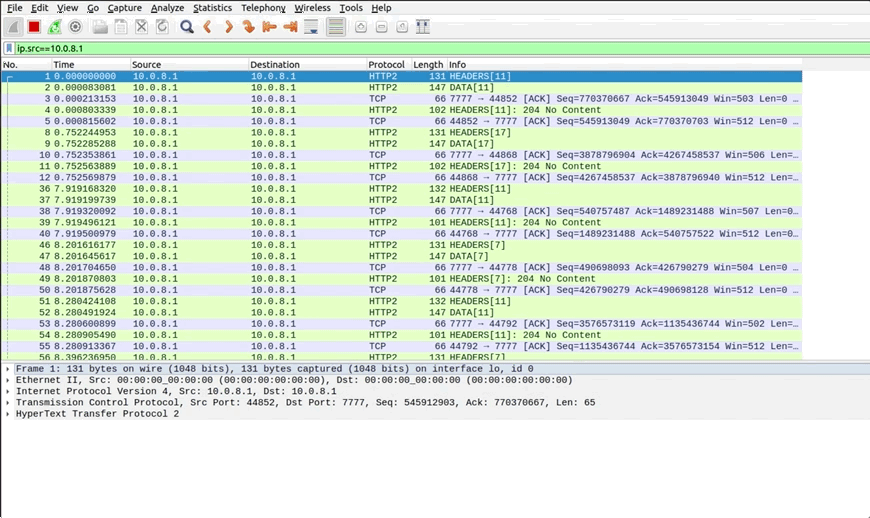 File Edit View Go Capture Analyze Statistics Telephony Wireless Tools Help
ip.src==10.0.8.1
No. Time Source Destination Protocol Length Info
1 0.000000000 10.0.8.1 10.0.8.1 HTTP2 131 HEADERS[11]
2 0.000083081 10.0.8.1 10.0.8.1 HTTP2 147 DATA[11]
3 0.000213153 10.0.8.1 10.0.8.1 TCP 66 7777 → 44852 [ACK] Seq=770370667 Ack=545913049 Win=503 Len=0 …
4 0.000803339 10.0.8.1 10.0.8.1 HTTP2 102 HEADERS[11]: 204 No Content
5 0.000815602 10.0.8.1 10.0.8.1 TCP 66 44852 → 7777 [ACK] Seq=545913049 Ack=770370703 Win=512 Len=0 …
8 0.752244953 10.0.8.1 10.0.8.1 HTTP2 131 HEADERS[17]
9 0.752285288 10.0.8.1 10.0.8.1 HTTP2 147 DATA[17]
10 0.752353861 10.0.8.1 10.0.8.1 TCP 66 7777 → 44868 [ACK] Seq=3878796904 Ack=4267458537 Win=506 Len=…
11 0.752563889 10.0.8.1 10.0.8.1 HTTP2 102 HEADERS[17]: 204 No Content
12 0.752569879 10.0.8.1 10.0.8.1 TCP 66 44868 → 7777 [ACK] Seq=4267458537 Ack=3878796940 Win=512 Len=…
36 7.919168320 10.0.8.1 10.0.8.1 HTTP2 132 HEADERS[11]
37 7.919199739 10.0.8.1 10.0.8.1 HTTP2 147 DATA[11]
38 7.919320092 10.0.8.1 10.0.8.1 TCP 66 7777 → 44768 [ACK] Seq=540757487 Ack=1489231488 Win=507 Len=0…
39 7.919496121 10.0.8.1 10.0.8.1 HTTP2 101 HEADERS[11]: 204 No Content
40 7.919500979 10.0.8.1 10.0.8.1 TCP 66 44768 → 7777 [ACK] Seq=1489231488 Ack=540757522 Win=512 Len=0…
46 8.201616177 10.0.8.1 10.0.8.1 HTTP2 131 HEADERS[7]
47 8.201645617 10.0.8.1 10.0.8.1 HTTP2 147 DATA[7]
48 8.201704650 10.0.8.1 10.0.8.1 TCP 66 7777 → 44778 [ACK] Seq=490698093 Ack=426790279 Win=504 Len=0 …
49 8.201870803 10.0.8.1 10.0.8.1 HTTP2 101 HEADERS[7]: 204 No Content
50 8.201875628 10.0.8.1 10.0.8.1 TCP 66 44778 → 7777 [ACK] Seq=426790279 Ack=490698128 Win=512 Len=0 …
51 8.280424108 10.0.8.1 10.0.8.1 HTTP2 132 HEADERS[11]
52 8.280491924 10.0.8.1 10.0.8.1 HTTP2 147 DATA[11]
53 8.280600899 10.0.8.1 10.0.8.1 TCP 66 7777 → 44792 [ACK] Seq=3576573119 Ack=1135436744 Win=502 Len=…
54 8.280905490 10.0.8.1 10.0.8.1 HTTP2 101 HEADERS[11]: 204 No Content
55 8.280913367 10.0.8.1 10.0.8.1 TCP 66 44792 → 7777 [ACK] Seq=1135436744 Ack=3576573154 Win=512 Len=…
56 8.396236950 10.0.8.1 10.0.8.1 HTTP2 131 HEADERS[7]
Frame 1: 131 bytes on wire (1048 bits), 131 bytes captured (1048 bits) on interface lo, id 0
Ethernet II, Src: 00:00:00_00:00:00 (00:00:00:00:00:00), Dst: 00:00:00_00:00:00 (00:00:00:00:00:00)
Internet Protocol Version 4, Src: 10.0.8.1, Dst: 10.0.8.1
Transmission Control Protocol, Src Port: 44852, Dst Port: 7777, Seq: 545912903, Ack: 770370667, Len: 65
HyperText Transfer Protocol 2